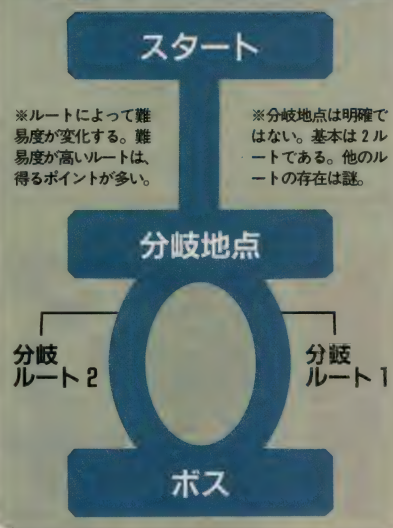 スタート
※ルートによって難
易度が変化する。難
易度が高いルートは、
得るポイントが多い。
※分岐地点は明確で
はない。基本は2ル
ートである。他のル
ートの存在は謎。
分岐地点
分岐
ルート2
分岐
ルート1
ボス